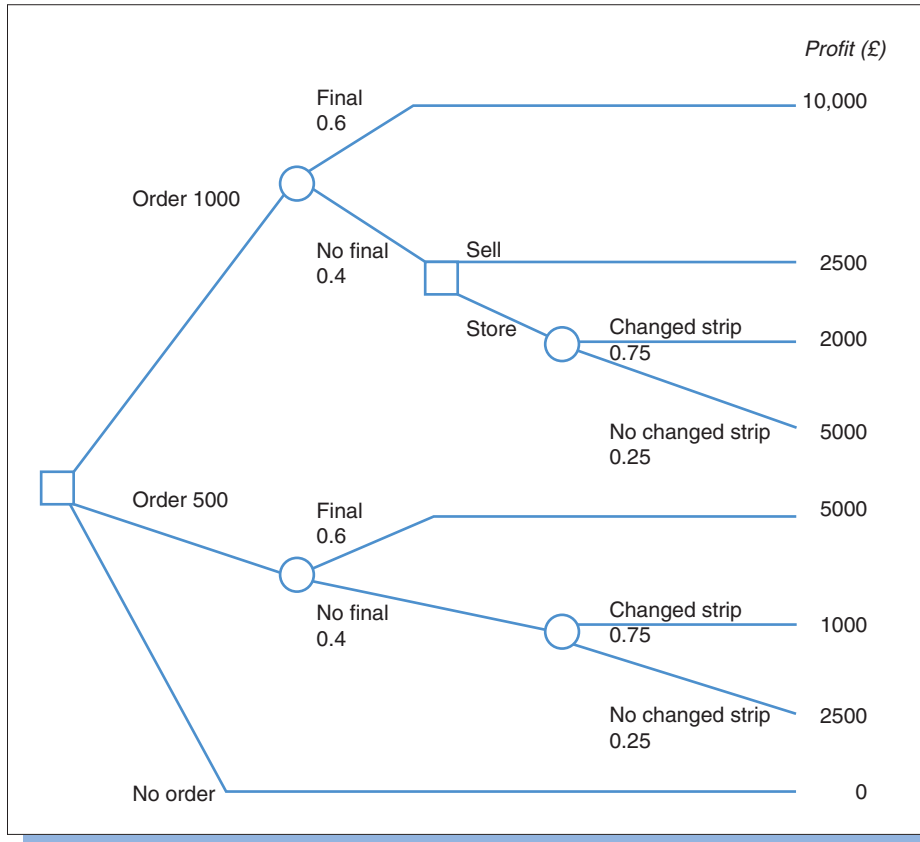 Profit (£)
Final
0.6
10,000
Order 1000
No final
0.4
Sell
2500
Store
Changed strip
0.75
2000
No changed strip
0.25
5000
Order 500
Final
0.6
5000
No final
0.4
Changed strip
0.75
1000
No changed strip
0.25
2500
No order
0